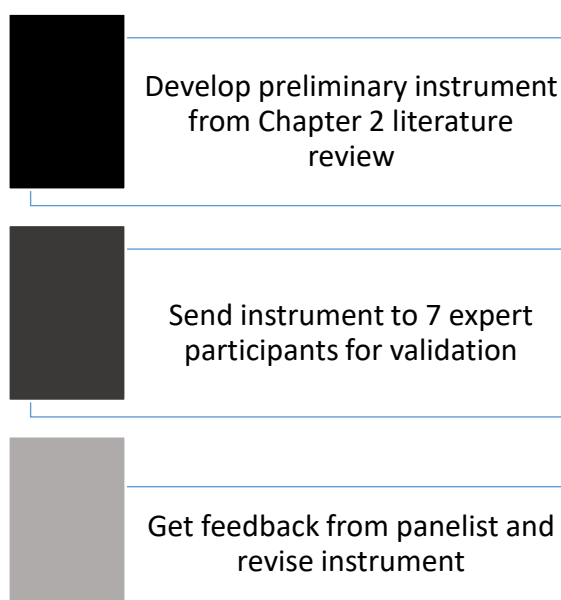 Develop preliminary instrument
from Chapter 2 literature
review
Send instrument to 7 expert
participants for validation
Get feedback from panelist and
revise instrument